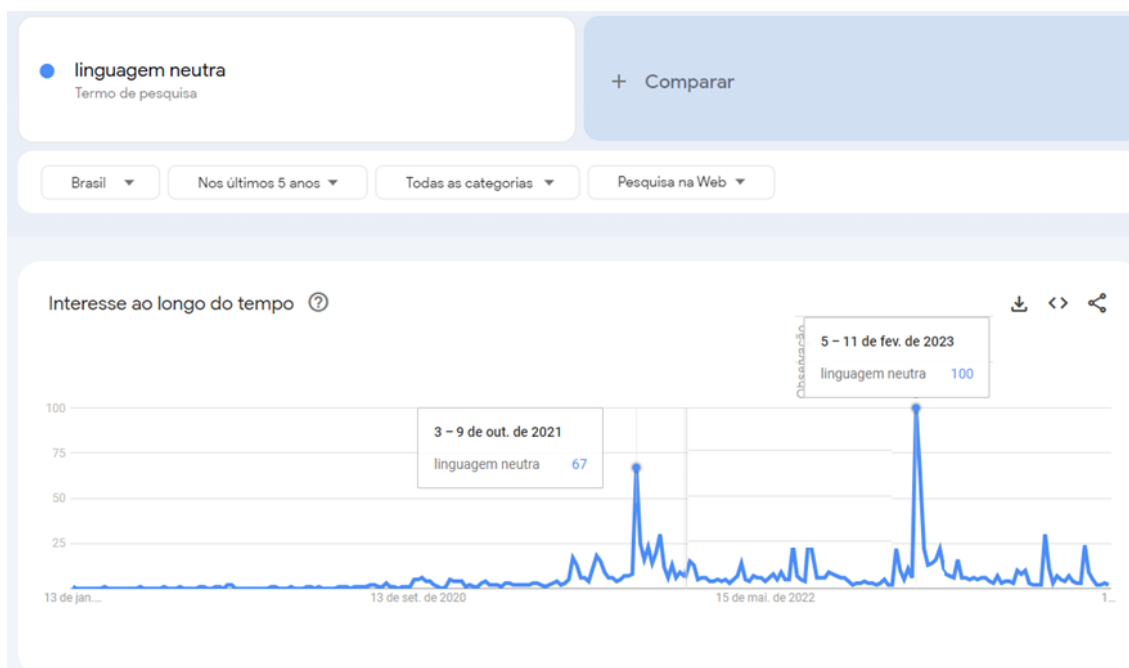 linguagem neutra
Termo de pesquisa
+ Comparar
Brasil
Nos últimos 5 anos
Todas as categorias
Pesquisa na Web
Interesse ao longo do tempo
Observação
5 – 11 de fev. de 2023
linguagem neutra 100
3 – 9 de out. de 2021
linguagem neutra 67
100
75
50
25
13 de jan....
13 de set. de 2020
15 de mai. de 2022
1...